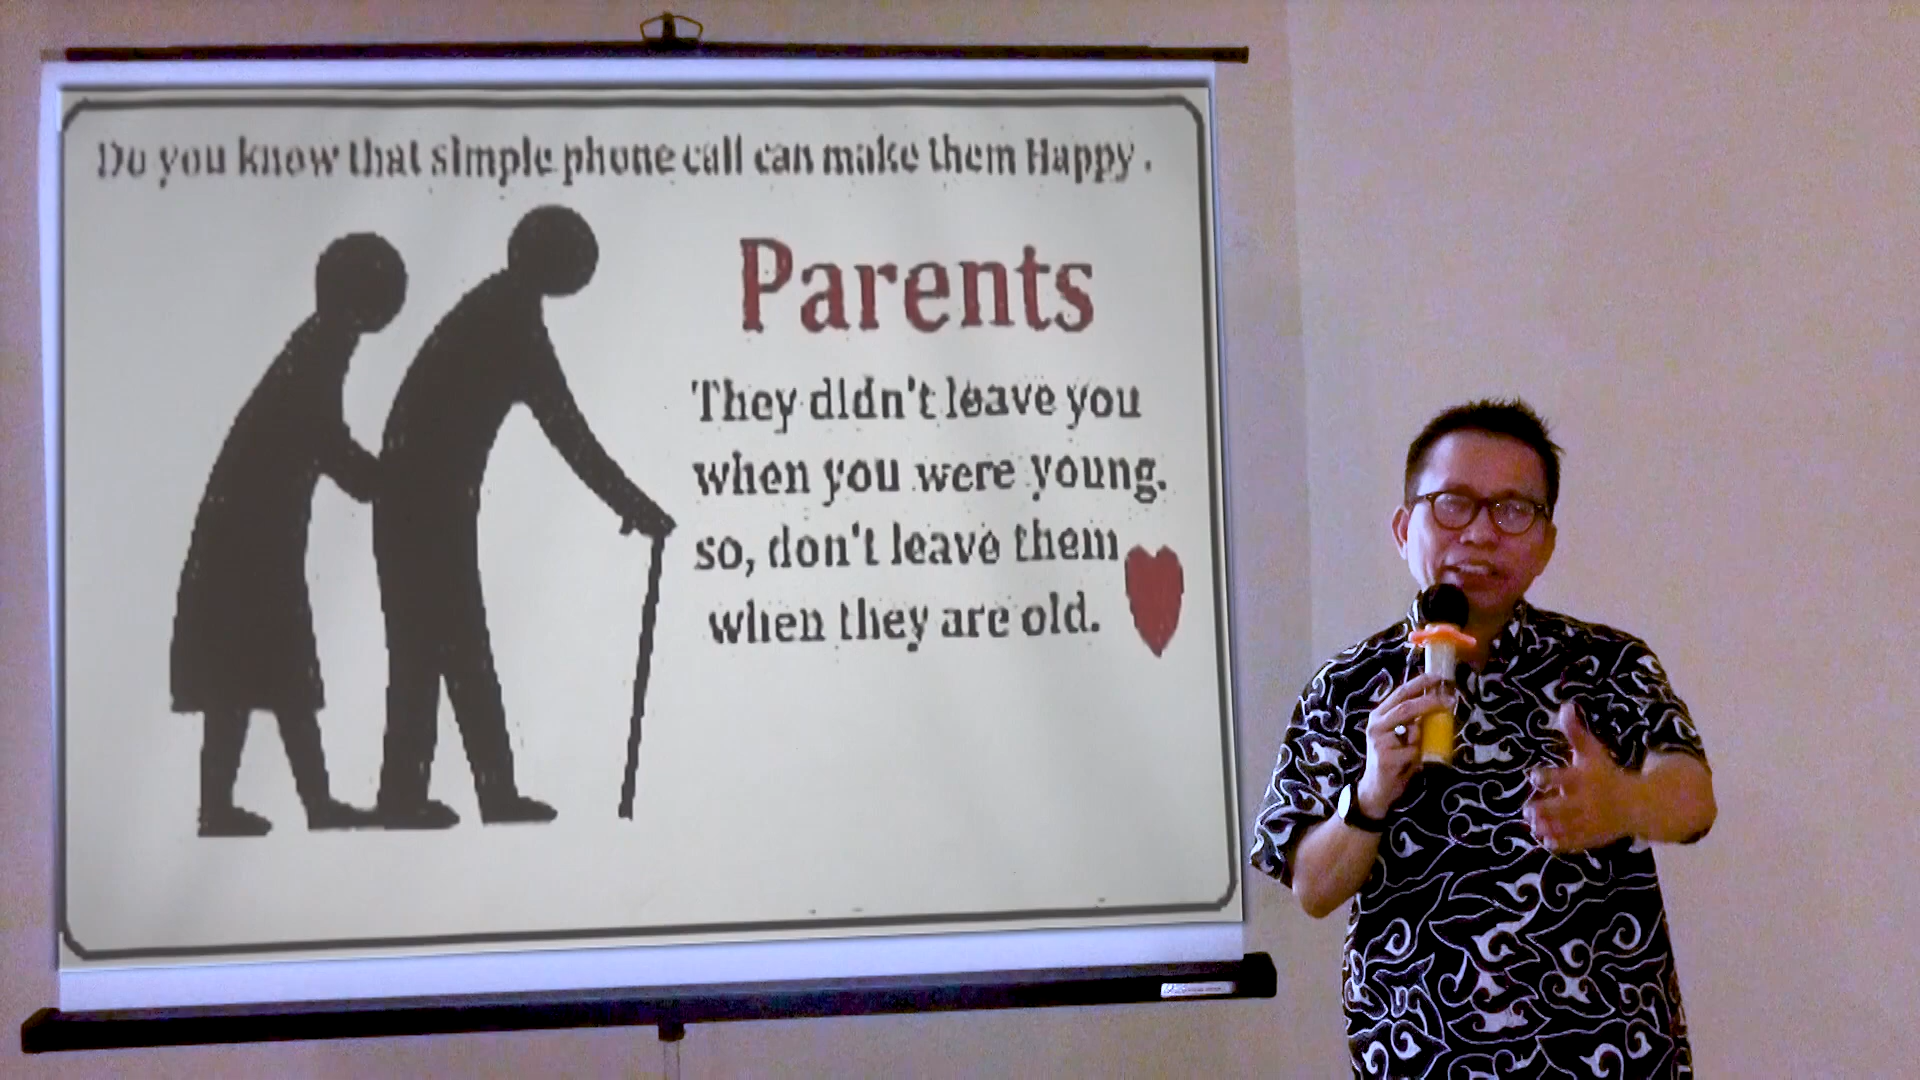 Do you know that simple phone call can make them Happy.
Parents
They didn't leave you
when you were young.
so, don't leave them
when they are old.